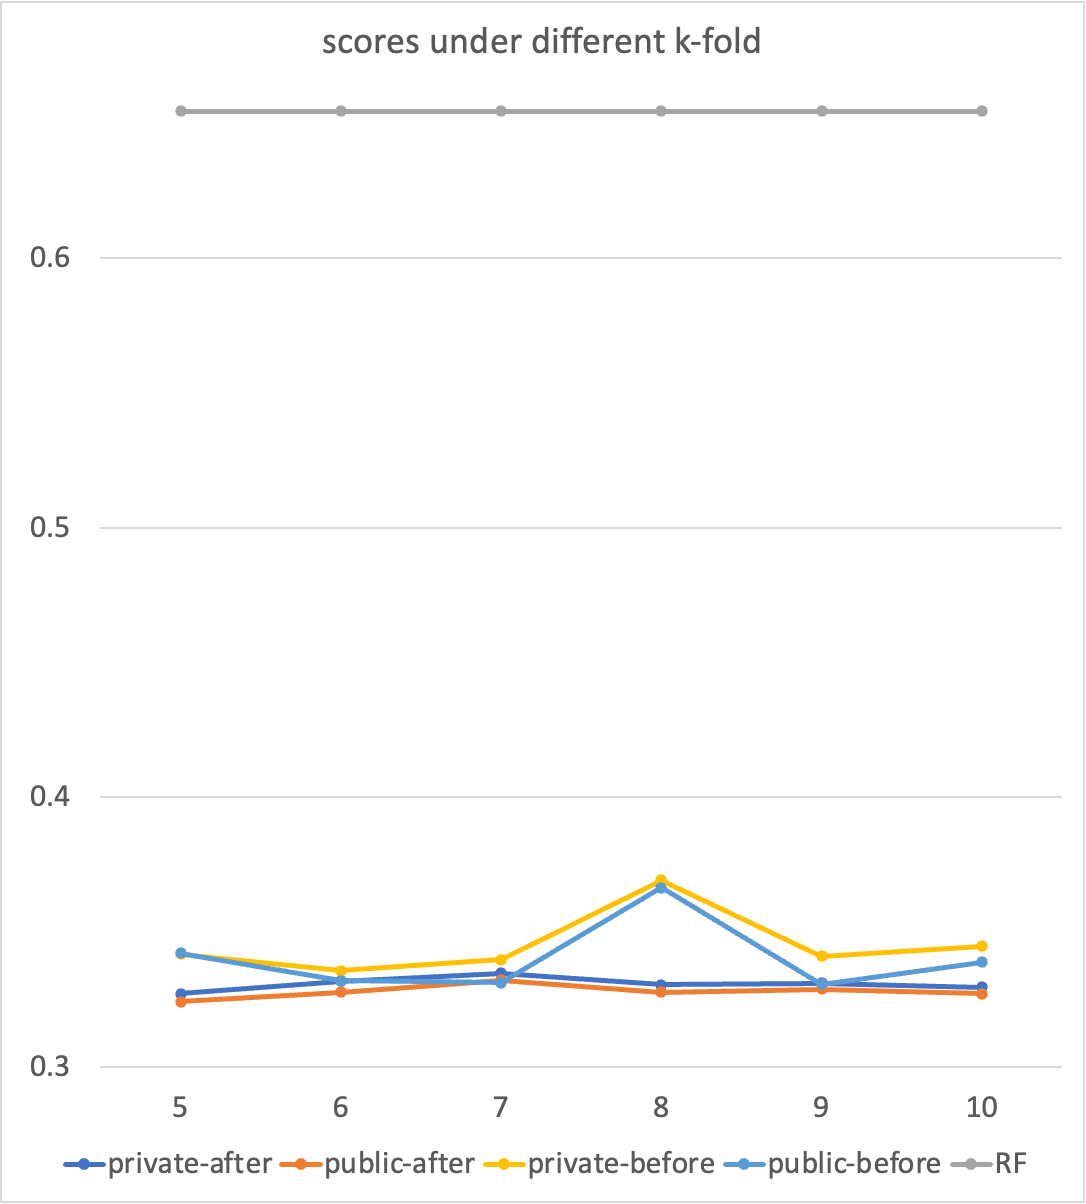 scores under different k-fold
0.6
0.5
0.4
0.3
5 6 7 8 9 10
private-after public-after private-before public-before RF